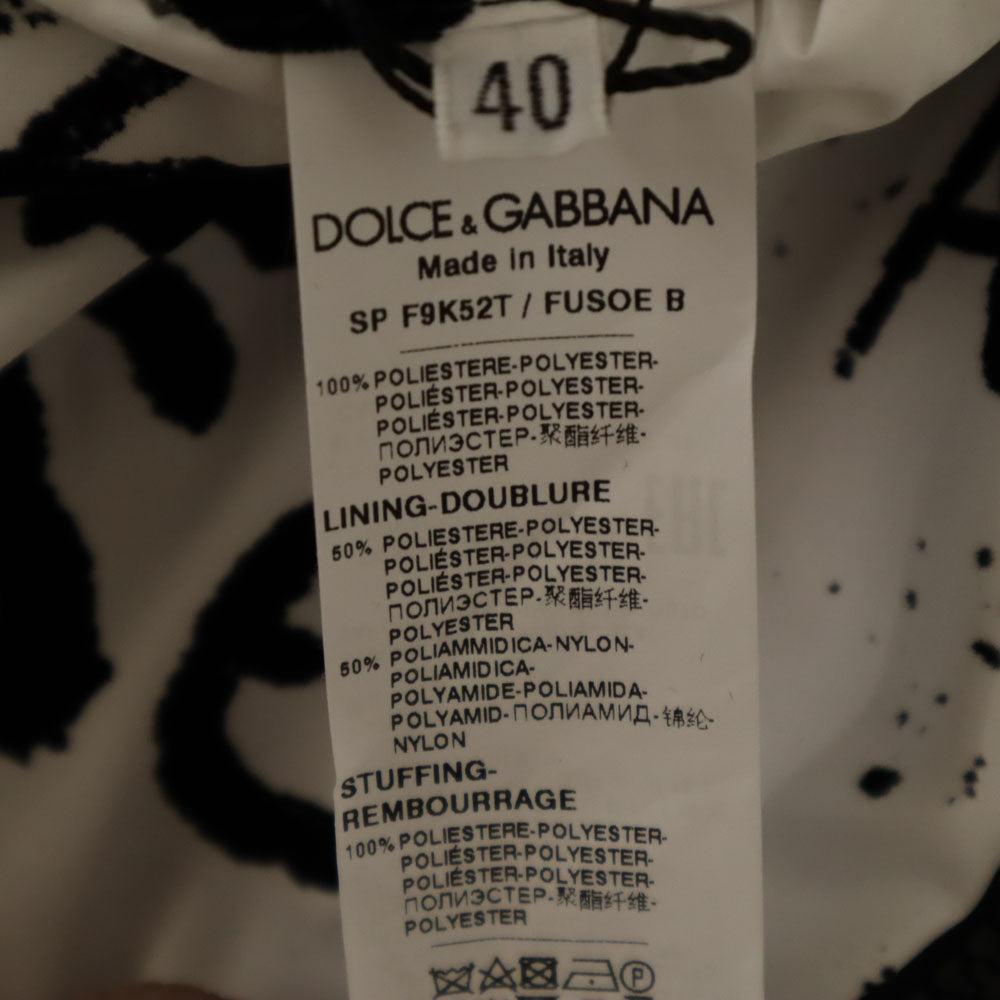 40
DOLCE & GABBANA
Made in Italy
SP F9K52T / FUSOE B
100% POLIESTERE-POLYESTER-
POLIÉSTER-POLYESTER-
POLIÉSTER-POLYESTER-
ПОЛИЭСТЕР-聚酯纤维-
POLYESTER
LINING-DOUBLURE
50% POLIESTERE-POLYESTER-
POLIÉSTER-POLYESTER-
POLIÉSTER-POLYESTER-
ПОЛИЭСТЕР-聚酯纤维-
POLYESTER
50% POLIAMMIDICA-NYLON-
POLIAMIDICA-
POLYAMIDE-POLIAMIDA-
POLYAMID-ПОЛИАМИД-锦纶-
NYLON
STUFFING-
REMBOURRAGE
100% POLIESTERE-POLYESTER-
POLIÉSTER-POLYESTER-
POLIÉSTER-POLYESTER-
ПОЛИЭСТЕР-聚酯纤维-
POLYESTER
P